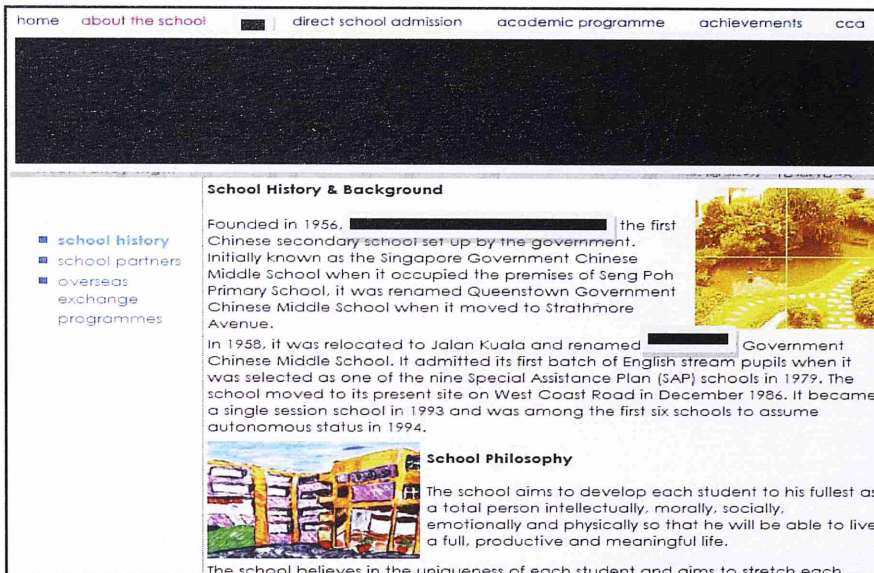 home about the school direct school admission academic programme achievements cca
School History & Background
Founded in 1956, the first
Chinese secondary school set up by the government.
Initially known as the Singapore Government Chinese
Middle School when it occupied the premises of Seng Poh
Primary School, it was renamed Queenstown Government
Chinese Middle School when it moved to Strathmore
Avenue.
In 1958, it was relocated to Jalan Kuala and renamed Government
Chinese Middle School. It admitted its first batch of English stream pupils when it
was selected as one of the nine Special Assistance Plan (SAP) schools in 1979. The
school moved to its present site on West Coast Road in December 1986. It became
a single session school in 1993 and was among the first six schools to assume
autonomous status in 1994.
school history
school partners
overseas
exchange
programmes
School Philosophy
The school aims to develop each student to his fullest as
a total person intellectually, morally, socially,
emotionally and physically so that he will be able to live
a full, productive and meaningful life.
The school believes in the uniqueness of each student and aims to stretch each